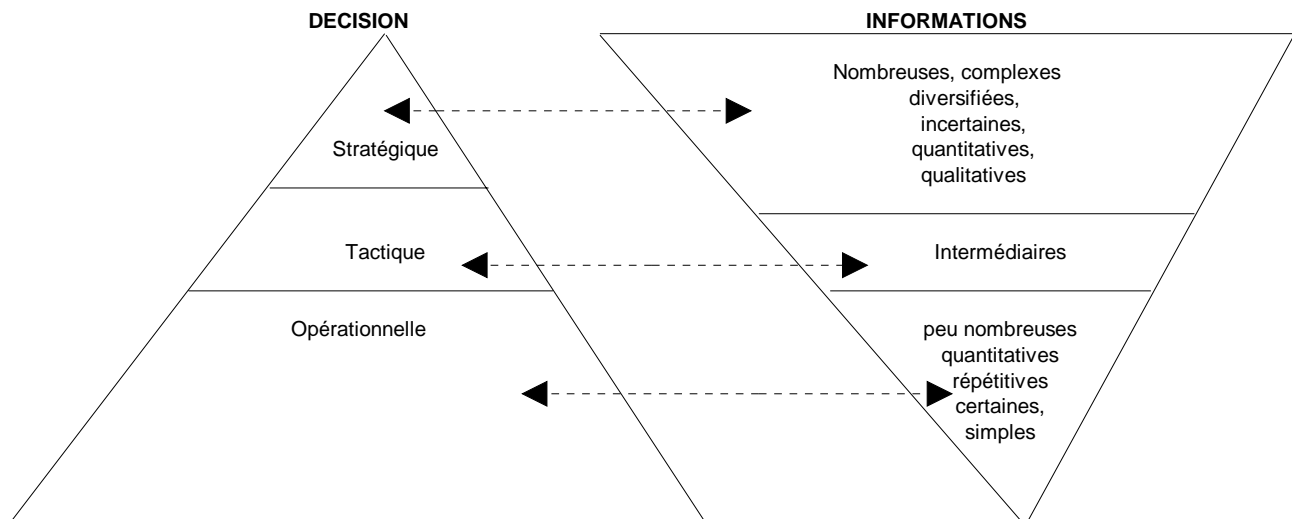 DECISION
INFORMATIONS
Nombreuses, complexes
diversifiées,
incertaines,
quantitatives,
qualitatives
Stratégique
Tactique
Intermédiaires
Opérationnelle
peu nombreuses
quantitatives
répétitives
certaines,
simples